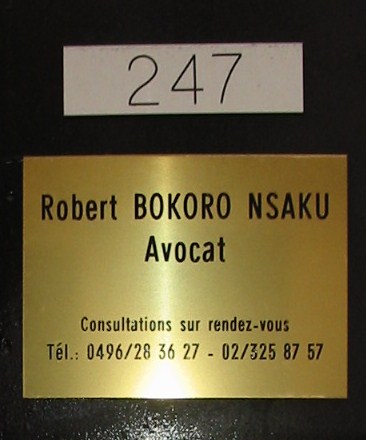 247
Robert BOKORO NSAKU
Avocat
Consultations sur rendez-vous
Tél.: 0496/28 36 27 - 02/325 87 57